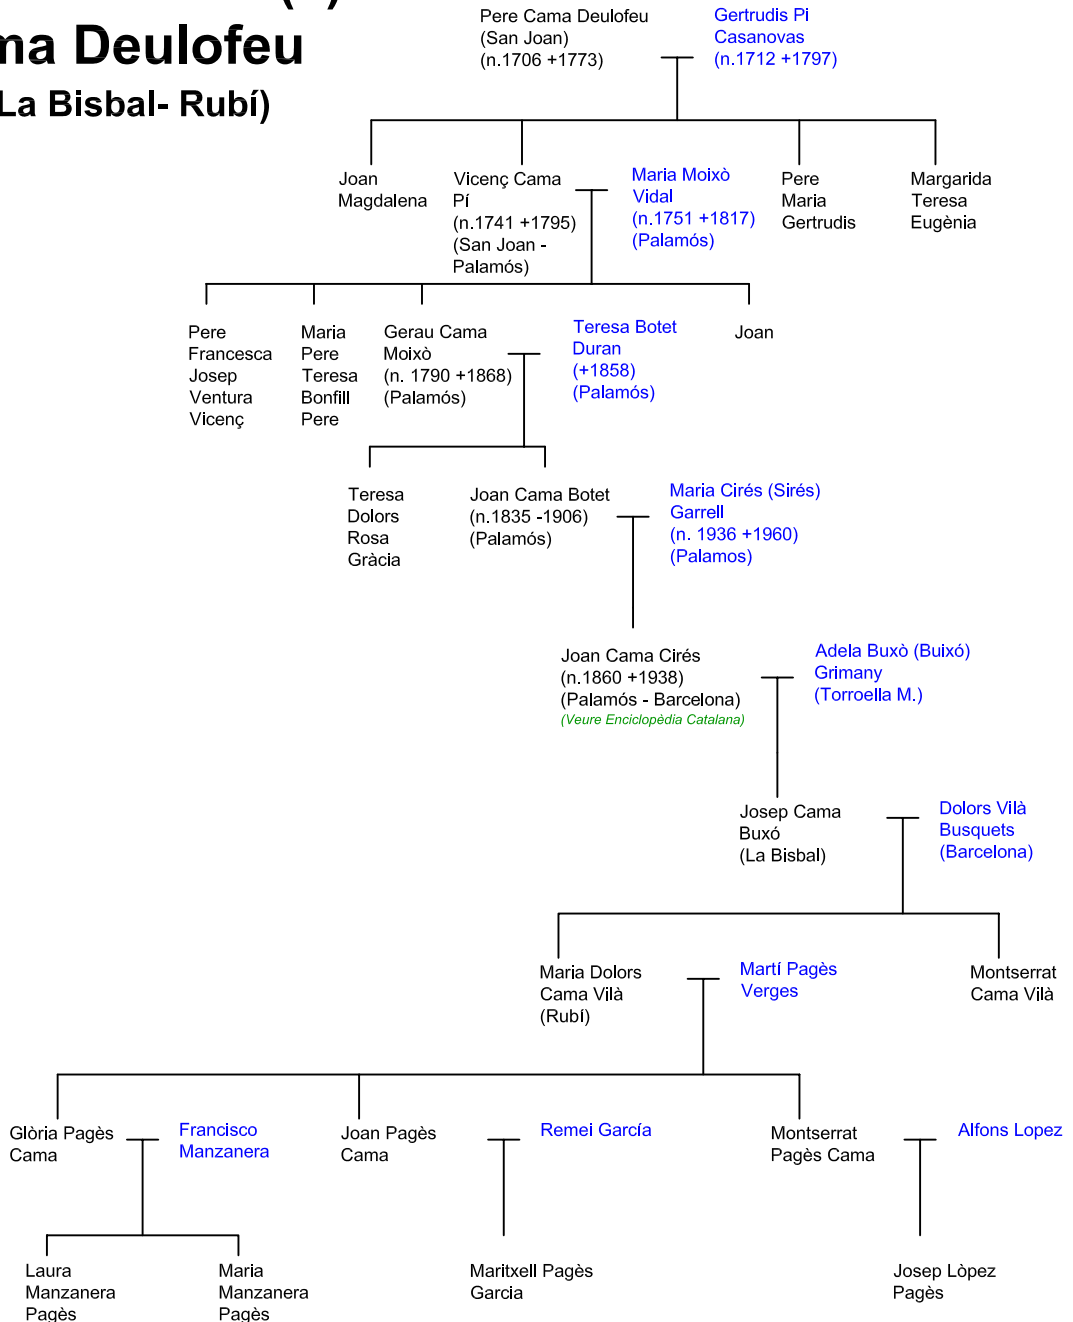 ma Deulofeu
La Bisbal- Rubí)
Pere Cama Deulofeu
(San Joan)
(n.1706 +1773)
Gertrudis Pi
Casanovas
(n.1712 +1797)
Joan
Magdalena
Vicenç Cama
Pí
(n.1741 +1795)
(San Joan -
Palamós)
Maria Moixò
Vidal
(n.1751 +1817)
(Palamós)
Pere
Maria
Gertrudis
Margarida
Teresa
Eugènia
Pere
Francesca
Josep
Ventura
Vicenç
Maria
Pere
Teresa
Bonfill
Pere
Gerau Cama
Moixò
(n. 1790 +1868)
(Palamós)
Teresa Botet
Duran
(+1858)
(Palamós)
Joan
Teresa
Dolors
Rosa
Gràcia
Joan Cama Botet
(n.1835 -1906)
(Palamós)
Maria Cirés (Sirés)
Garrell
(n. 1936 +1960)
(Palamos)
Joan Cama Cirés
(n.1860 +1938)
(Palamós - Barcelona)
(Veure Enciclopèdia Catalana)
Adela Buxò (Buixó)
Grimany
(Torroella M.)
Josep Cama
Buxó
(La Bisbal)
Dolors Vilà
Busquets
(Barcelona)
Maria Dolors
Cama Vilà
(Rubí)
Martí Pagès
Verges
Montserrat
Cama Vilà
Glòria Pagès
Cama
Francisco
Manzanera
Joan Pagès
Cama
Remei García
Montserrat
Pagès Cama
Alfons Lopez
Laura
Manzanera
Pagès
Maria
Manzanera
Pagès
Maritxell Pagès
Garcia
Josep Lòpez
Pagès